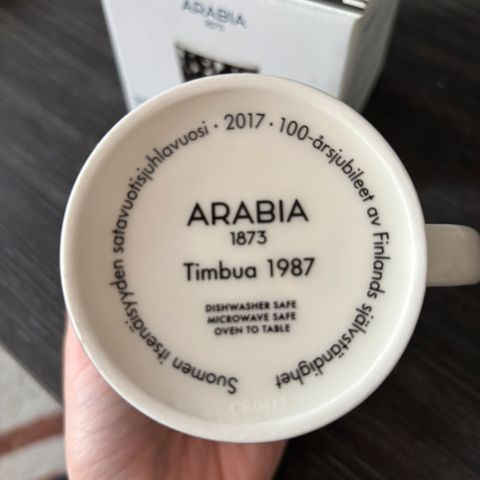 ARABIA
1873
Suomen itsenäisyyden satavuotisjuhlavuosi · 2017 · 100-årsjubileet av Finlands självständighet
ARABIA
1873
Timbua 1987
DISHWASHER SAFE
MICROWAVE SAFE
OVEN TO TABLE